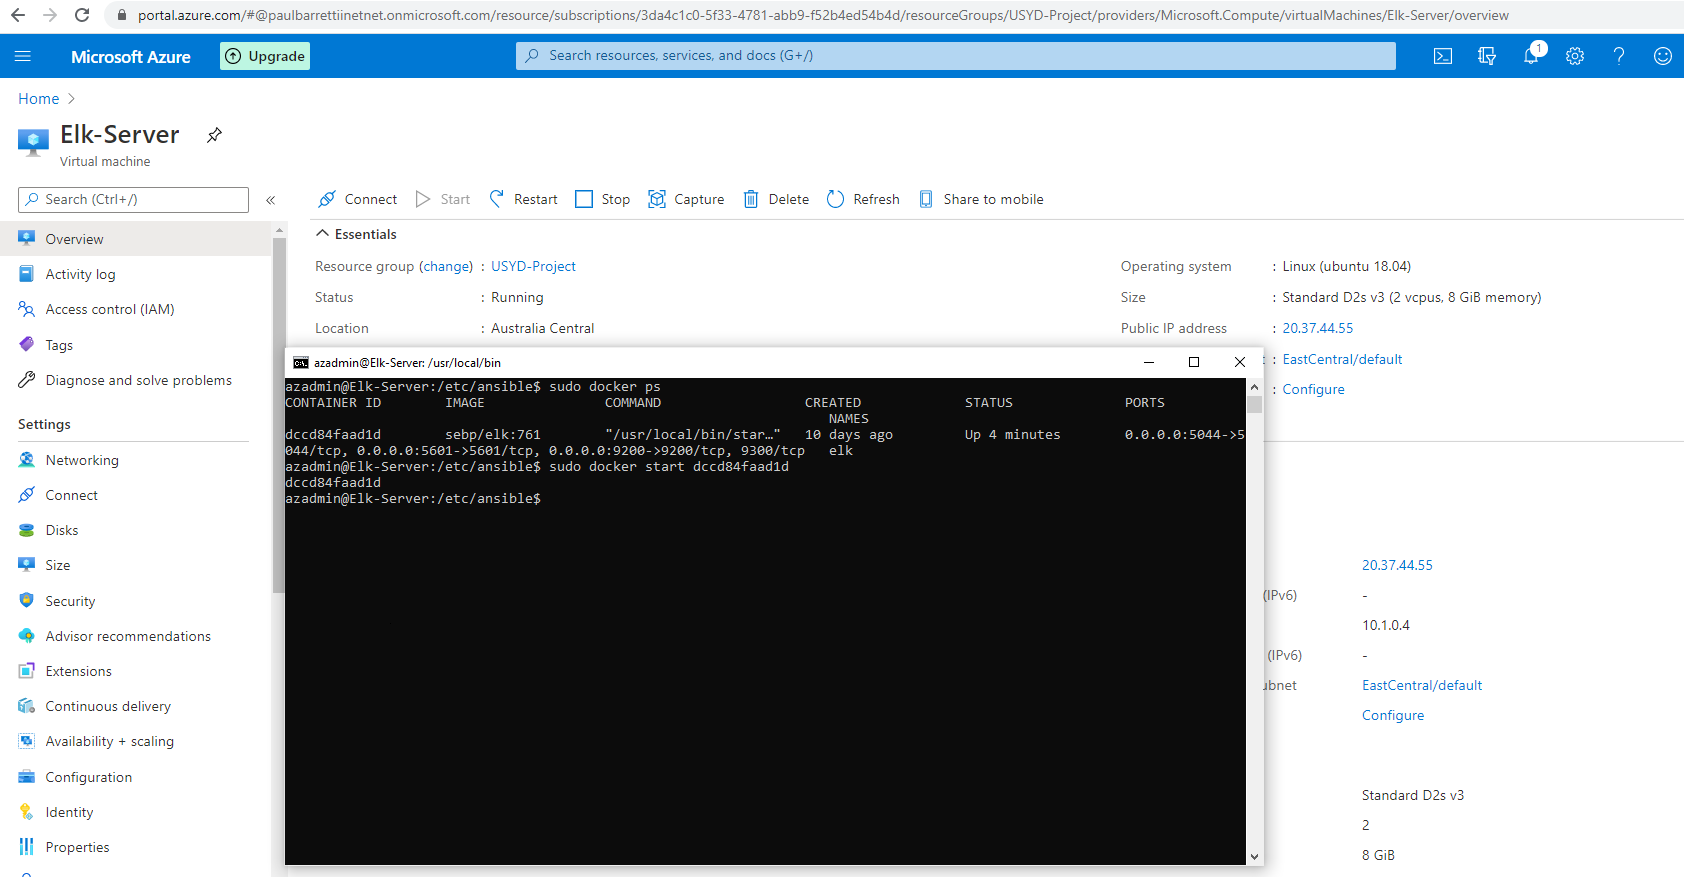 portal.azure.com/#@paulbarrettiinetnet.onmicrosoft.com/resource/subscriptions/3da4c1c0-5f33-4781-abb9-f52b4ed54b4d/resourceGroups/USYD-Project/providers/Microsoft.Compute/virtualMachines/Elk-Server/overview
Microsoft Azure
Upgrade
Search resources, services, and docs (G+/)
1
Home >
Elk-Server
Virtual machine
Search (Ctrl+/)
«
Connect
Start
Restart
Stop
Capture
Delete
Refresh
Share to mobile
Overview
Activity log
Access control (IAM)
Tags
Diagnose and solve problems
Settings
Networking
Connect
Disks
Size
Security
Advisor recommendations
Extensions
Continuous delivery
Availability + scaling
Configuration
Identity
Properties
Essentials
Resource group (change) : USYD-Project
Status : Running
Location : Australia Central
Operating system : Linux (ubuntu 18.04)
Size : Standard D2s v3 (2 vcpus, 8 GiB memory)
Public IP address : 20.37.44.55
: EastCentral/default
: Configure
azadmin@Elk-Server: /usr/local/bin
azadmin@Elk-Server:/etc/ansible$ sudo docker ps
CONTAINER ID IMAGE COMMAND CREATED STATUS PORTS
NAMES
dccd84faad1d sebp/elk:761 "/usr/local/bin/star…" 10 days ago Up 4 minutes 0.0.0.0:5044->5
044/tcp, 0.0.0.0:5601->5601/tcp, 0.0.0.0:9200->9200/tcp, 9300/tcp elk
azadmin@Elk-Server:/etc/ansible$ sudo docker start dccd84faad1d
dccd84faad1d
azadmin@Elk-Server:/etc/ansible$
20.37.44.55
(IPv6) -
10.1.0.4
(IPv6) -
ubnet EastCentral/default
Configure
Standard D2s v3
2
8 GiB